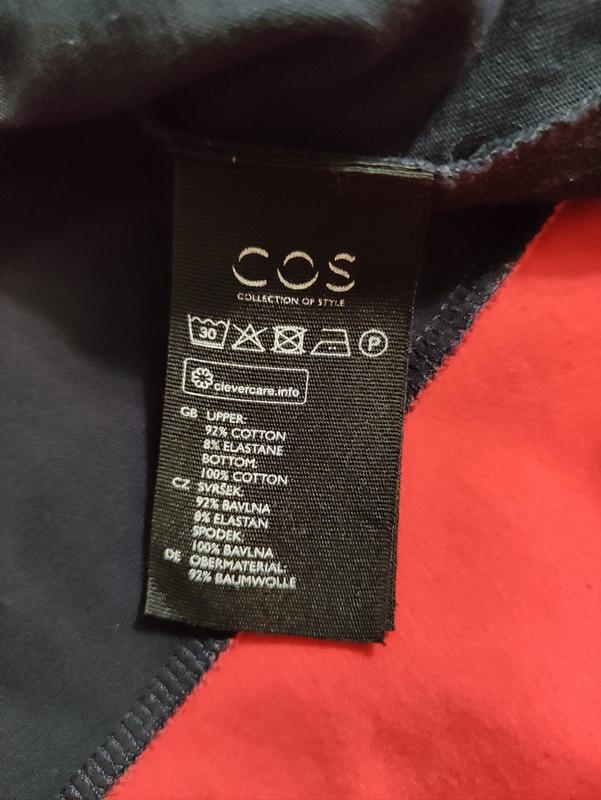 COS
COLLECTION OF STYLE
30 P
clevercare.info
GB UPPER:
92% COTTON
8% ELASTANE
BOTTOM:
100% COTTON
CZ SVRSEK:
92% BAVLNA
8% ELASTAN
SPODEK:
100% BAVLNA
DE OBERMATERIAL:
92% BAUMWOLLE